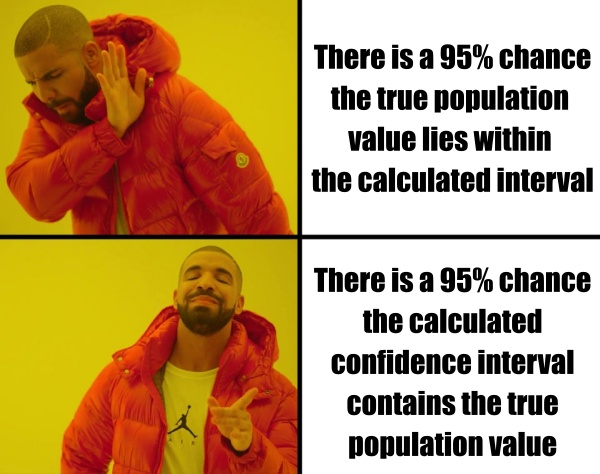 There is a 95% chance
the true population
value lies within
the calculated interval
There is a 95% chance
the calculated
confidence interval
contains the true
population value